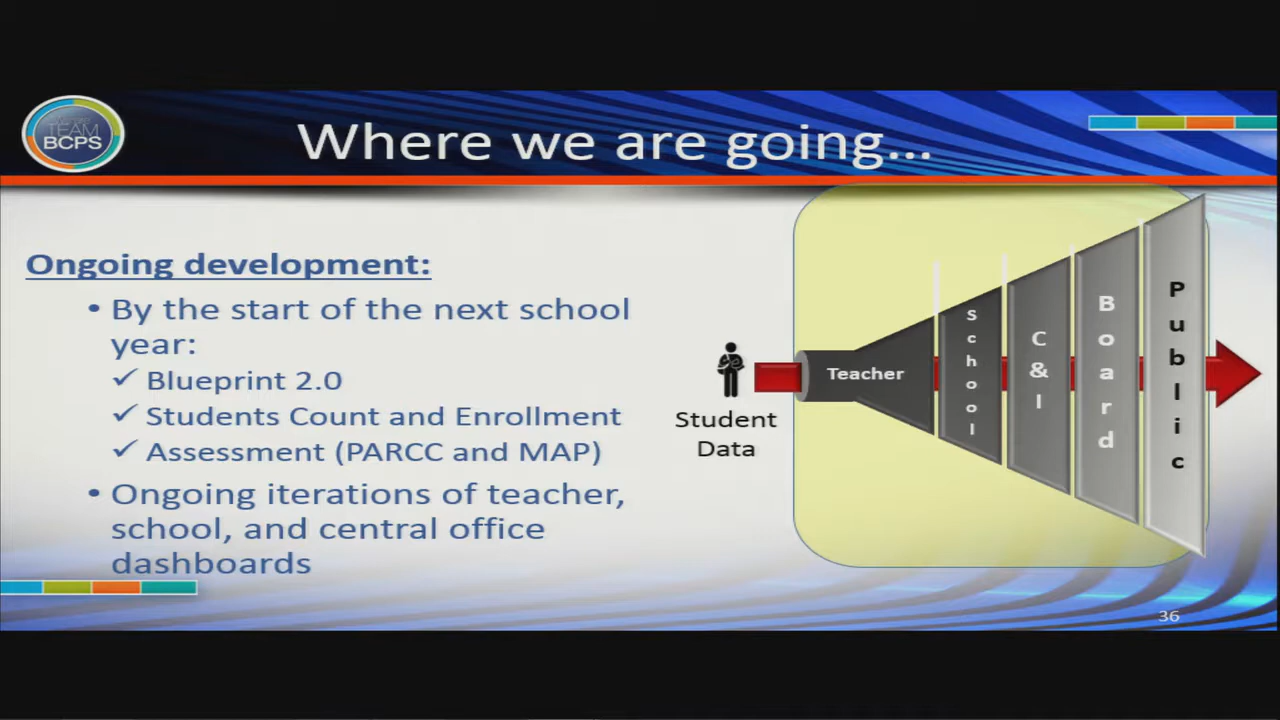 TEAM
BCPS
Where we are going...
Ongoing development:
• By the start of the next school
year:
✓ Blueprint 2.0
✓ Students Count and Enrollment
✓ Assessment (PARCC and MAP)
• Ongoing iterations of teacher,
school, and central office
dashboards
Student
Data
Teacher
School
C&I
Board
Public
36